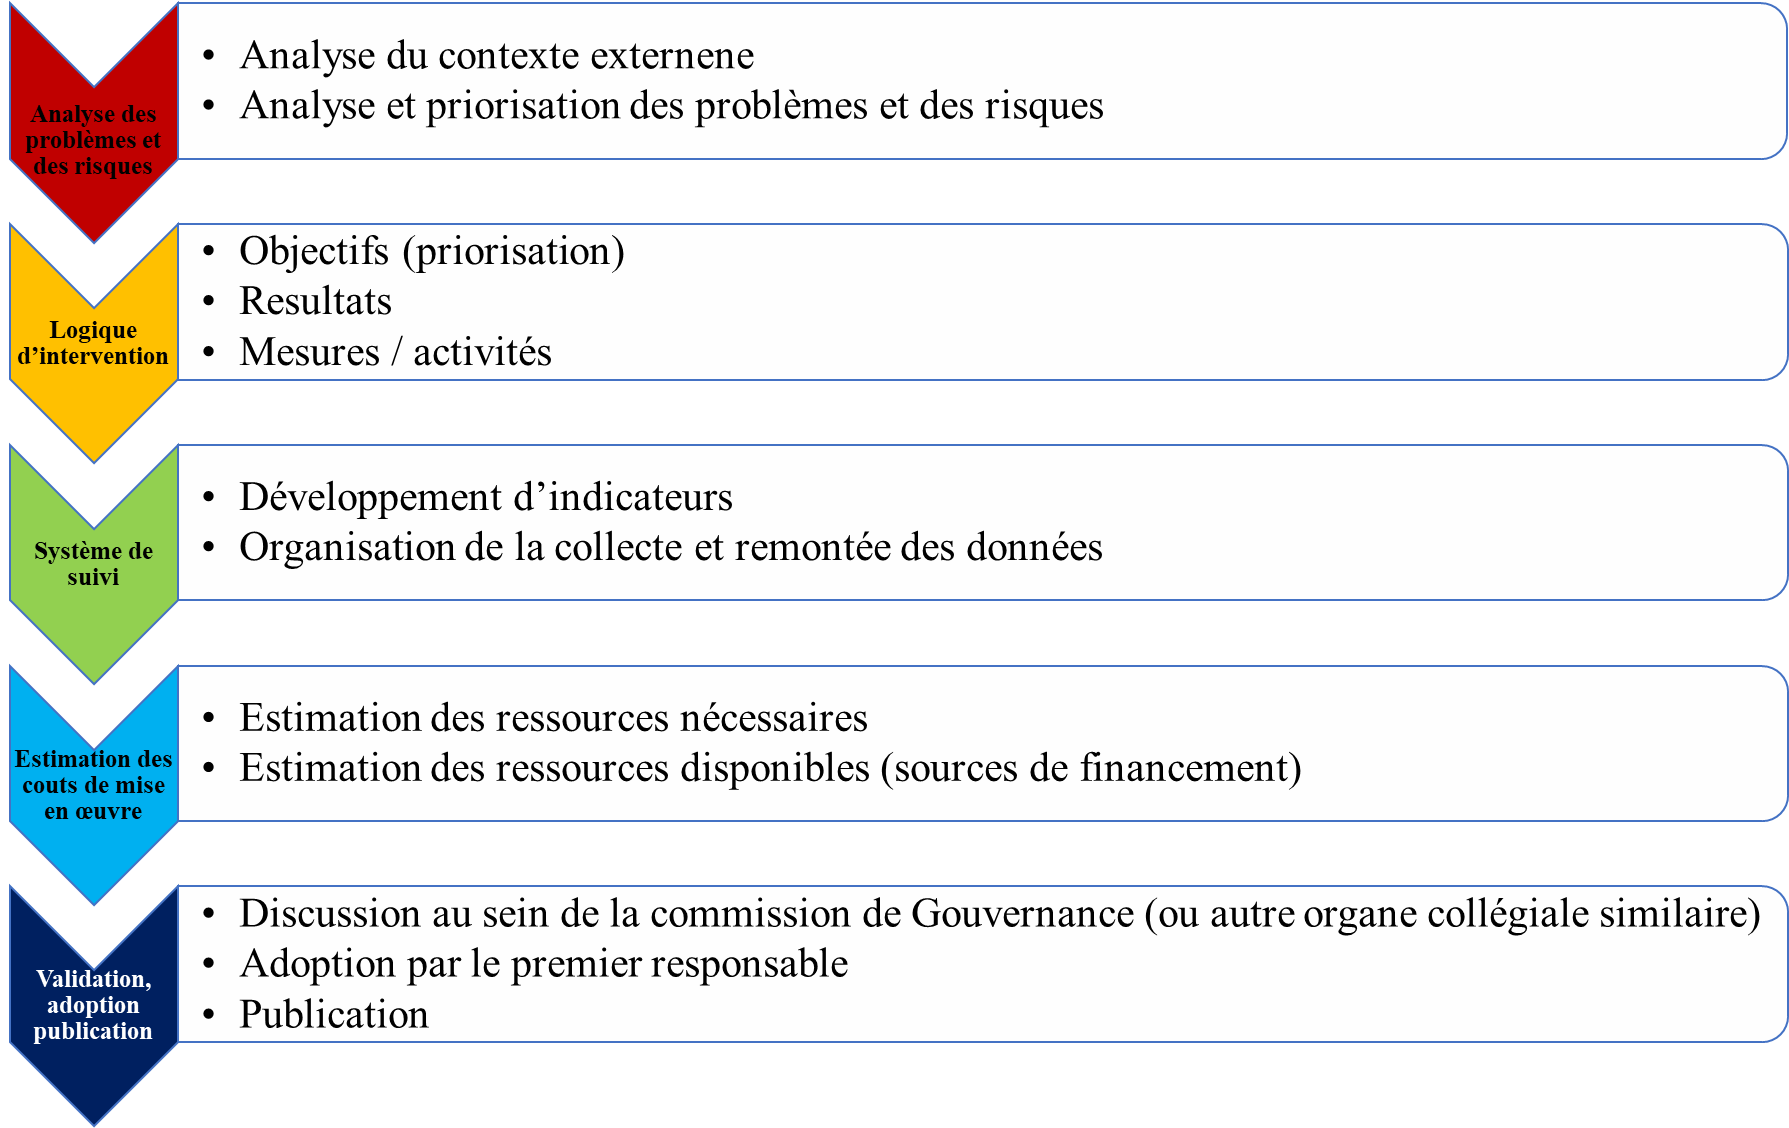 Analyse des
problèmes et
des risques
• Analyse du contexte externene
• Analyse et priorisation des problèmes et des risques
Logique
d’intervention
• Objectifs (priorisation)
• Resultats
• Mesures / activités
Système de
suivi
• Développement d’indicateurs
• Organisation de la collecte et remontée des données
Estimation des
couts de mise
en œuvre
• Estimation des ressources nécessaires
• Estimation des ressources disponibles (sources de financement)
Validation,
adoption
publication
• Discussion au sein de la commission de Gouvernance (ou autre organe collégiale similaire)
• Adoption par le premier responsable
• Publication